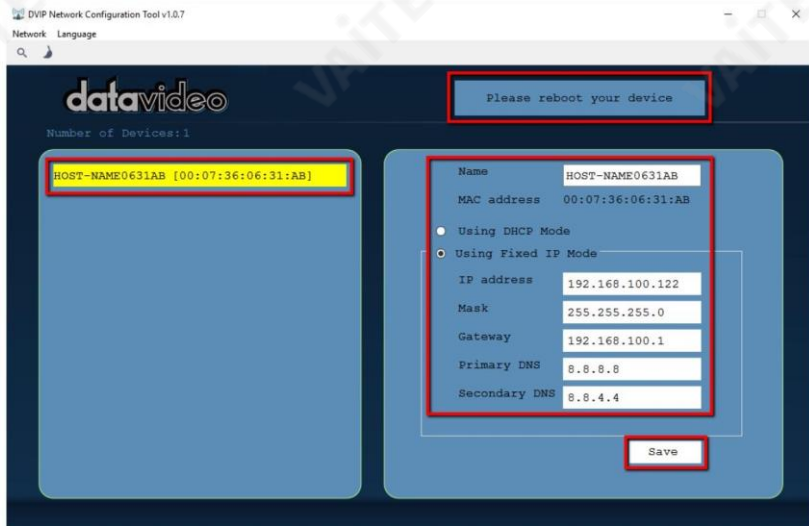 DVIP Network Configuration Tool v1.0.7
Network Language
datavideo
Please reboot your device
Number of Devices:1
HOST-NAME0631AB [00:07:36:06:31:AB]
Name HOST-NAME0631AB
MAC address 00:07:36:06:31:AB
Using DHCP Mode
Using Fixed IP Mode
IP address 192.168.100.122
Mask 255.255.255.0
Gateway 192.168.100.1
Primary DNS 8.8.8.8
Secondary DNS 8.8.4.4
Save